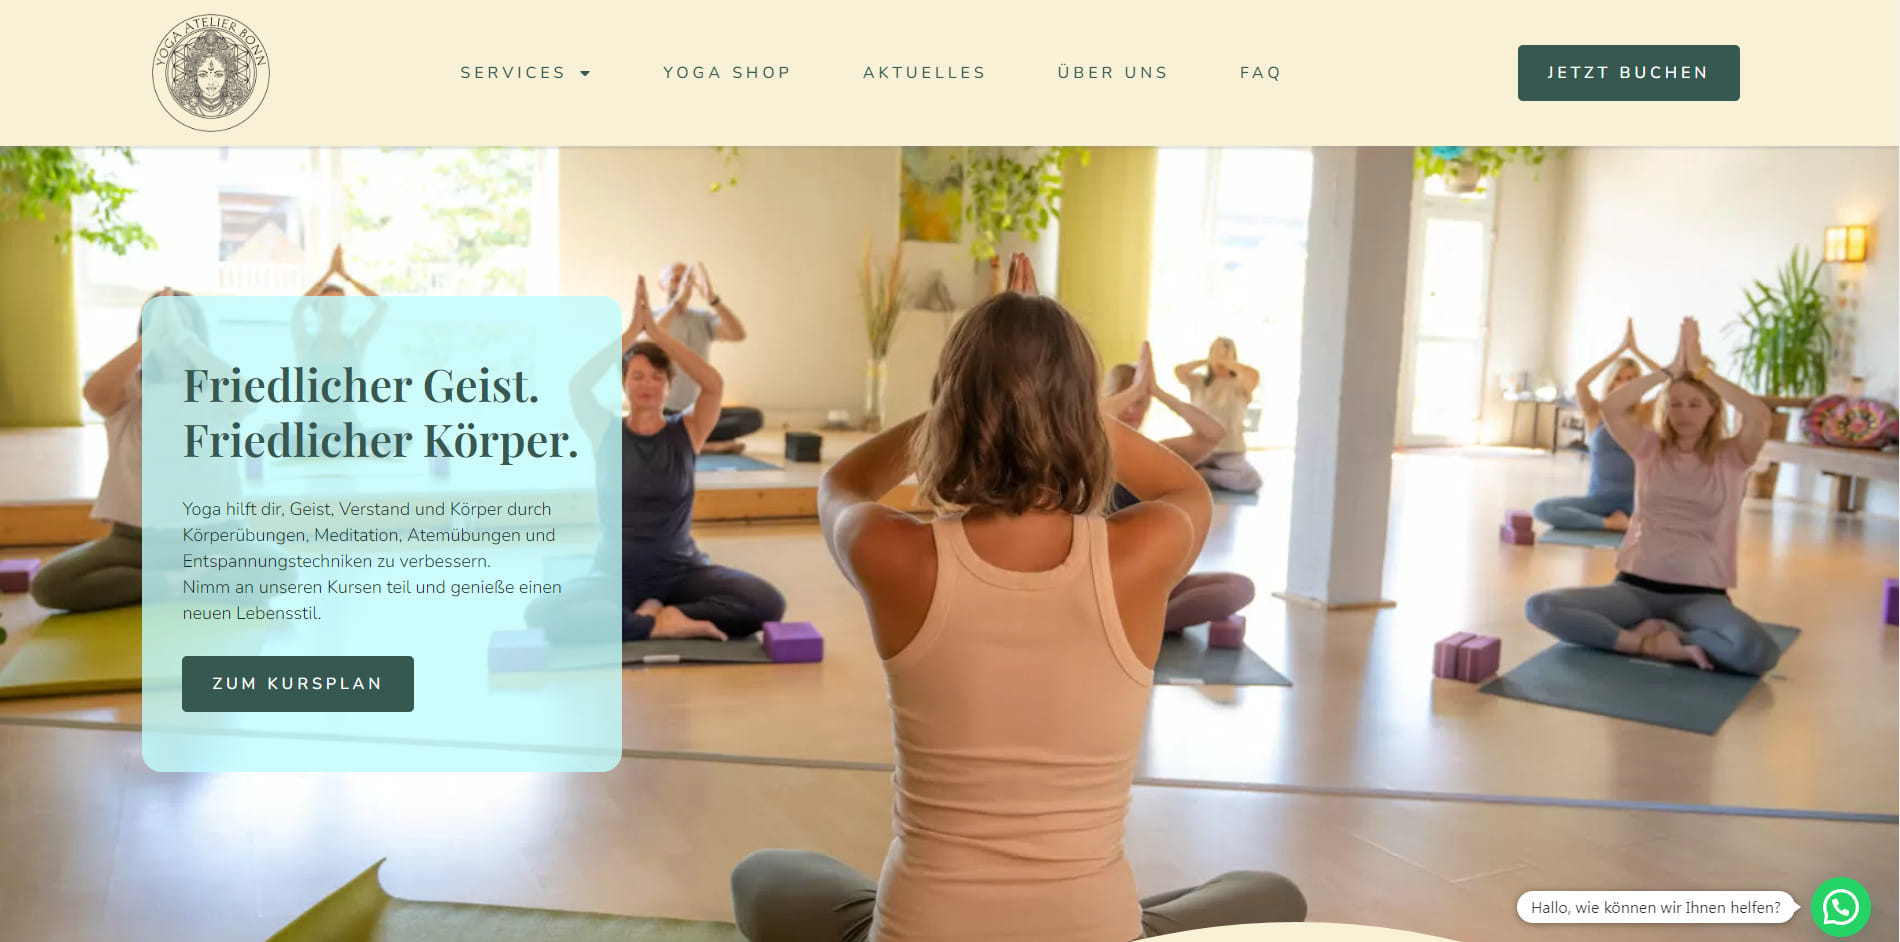 YOGA ATELIER BONN
SERVICES
YOGA SHOP
AKTUELLES
ÜBER UNS
FAQ
JETZT BUCHEN
Friedlicher Geist.
Friedlicher Körper.
Yoga hilft dir, Geist, Verstand und Körper durch
Körperübungen, Meditation, Atemübungen und
Entspannungstechniken zu verbessern.
Nimm an unseren Kursen teil und genieße einen
neuen Lebensstil.
ZUM KURSPLAN
Hallo, wie können wir Ihnen helfen?